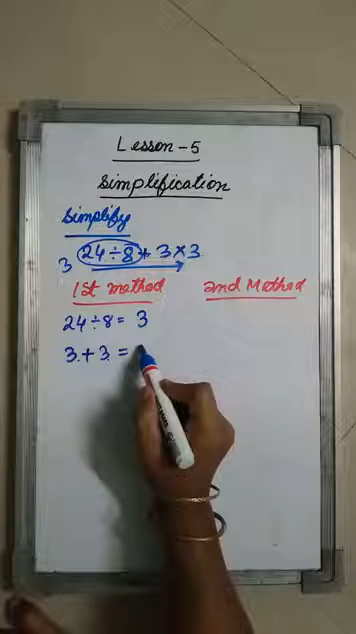 Lesson-5
Simplification
Simplify
3 24÷8+3×3
1st method
2nd Method
24÷8= 3
3+3=